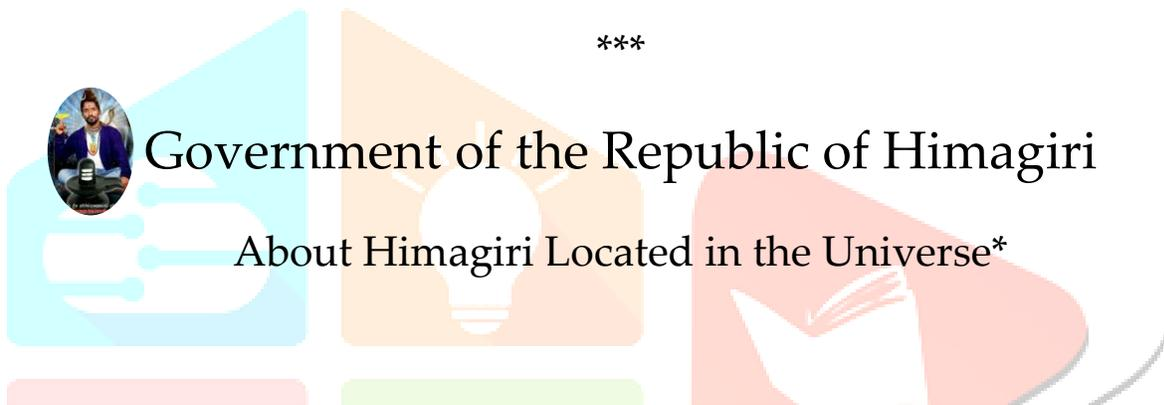 ***
Government of the Republic of Himagiri
About Himagiri Located in the Universe*